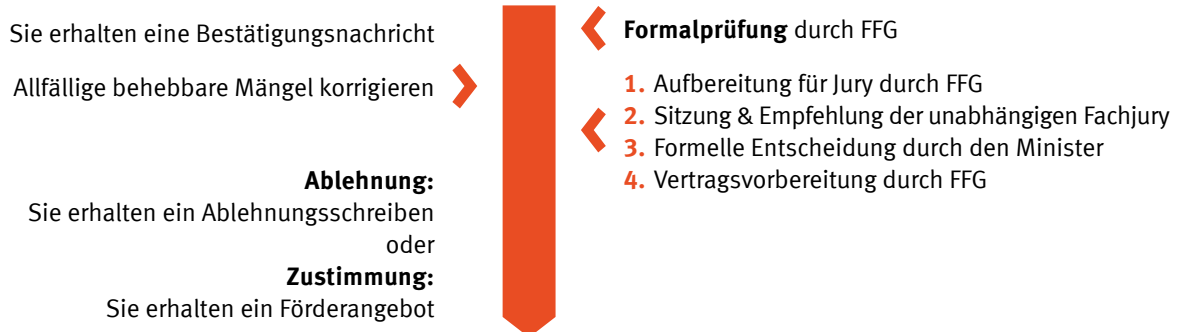 Sie erhalten eine Bestätigungsnachricht
Allfällige behebbare Mängel korrigieren
Ablehnung:
Sie erhalten ein Ablehnungsschreiben
oder
Zustimmung:
Sie erhalten ein Förderangebot
Formalprüfung durch FFG
1. Aufbereitung für Jury durch FFG
2. Sitzung & Empfehlung der unabhängigen Fachjury
3. Formelle Entscheidung durch den Minister
4. Vertragsvorbereitung durch FFG